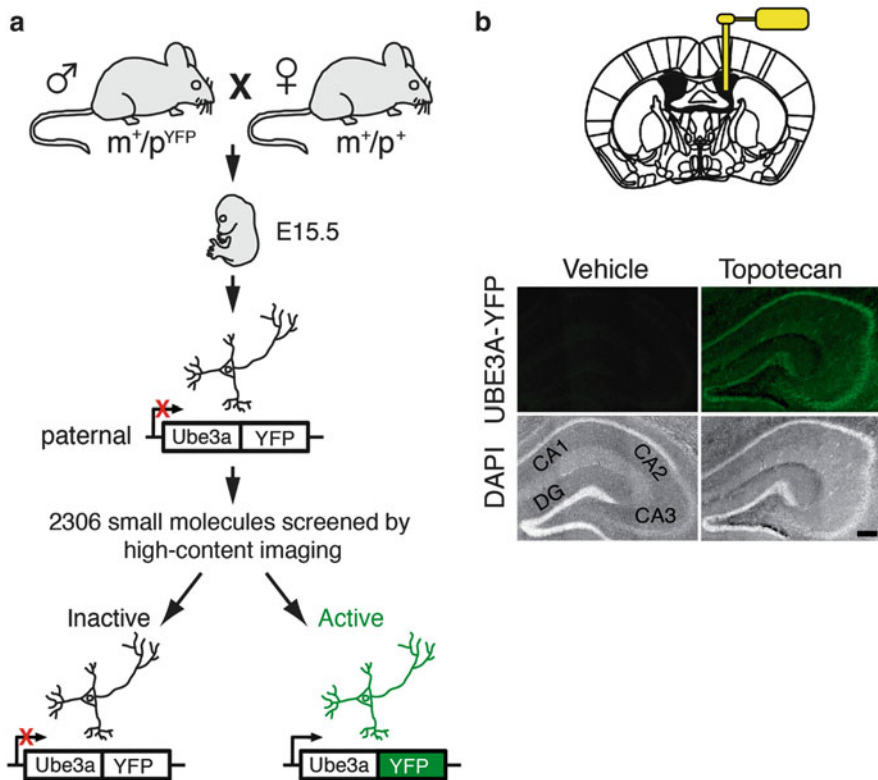 a
♂
X
♀
m⁺/pʸᶠᴾ
m⁺/p⁺
E15.5
X
paternal
Ube3a YFP
2306 small molecules screened by
high-content imaging
Inactive
Active
X
Ube3a YFP
Ube3a YFP
b
Vehicle Topotecan
UBE3A-YFP
DAPI
CA1
CA2
DG
CA3